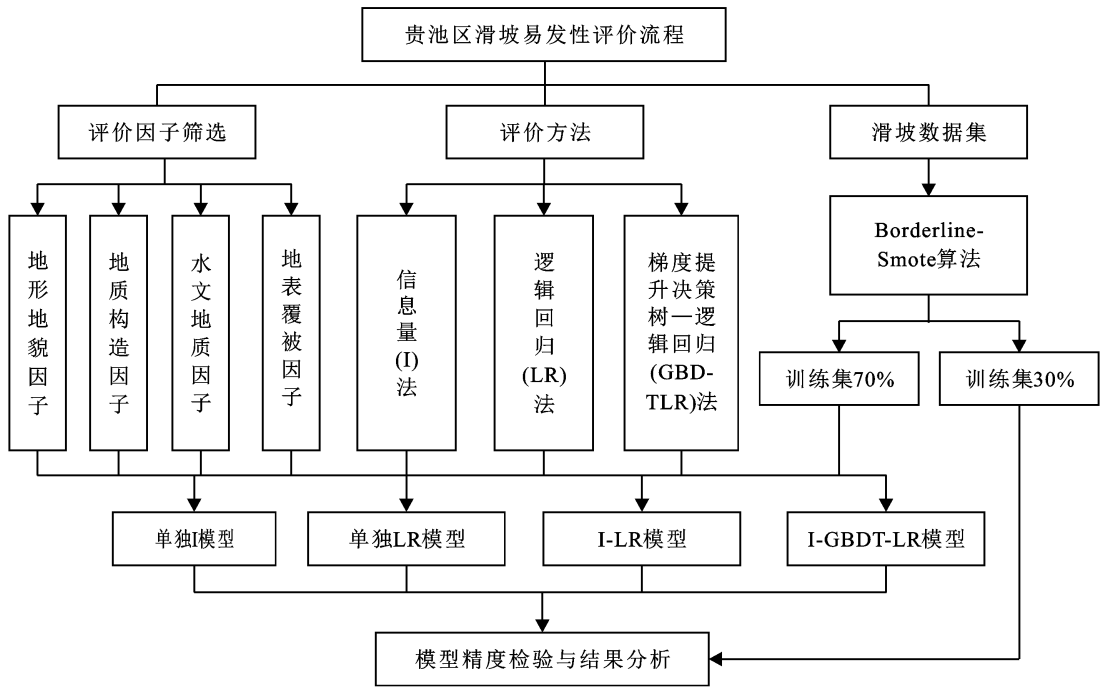 贵池区滑坡易发性评价流程
评价因子筛选
评价方法
滑坡数据集
地形地貌因子
地质构造因子
水文地质因子
地表覆被因子
信息量
(I)
法
逻辑回归
(LR)
法
梯度提
升决策
树—逻
辑回归
(GBD-
TLR)法
Borderline-
Smote算法
训练集70%
训练集30%
单独I模型
单独LR模型
I-LR模型
I-GBDT-LR模型
模型精度检验与结果分析